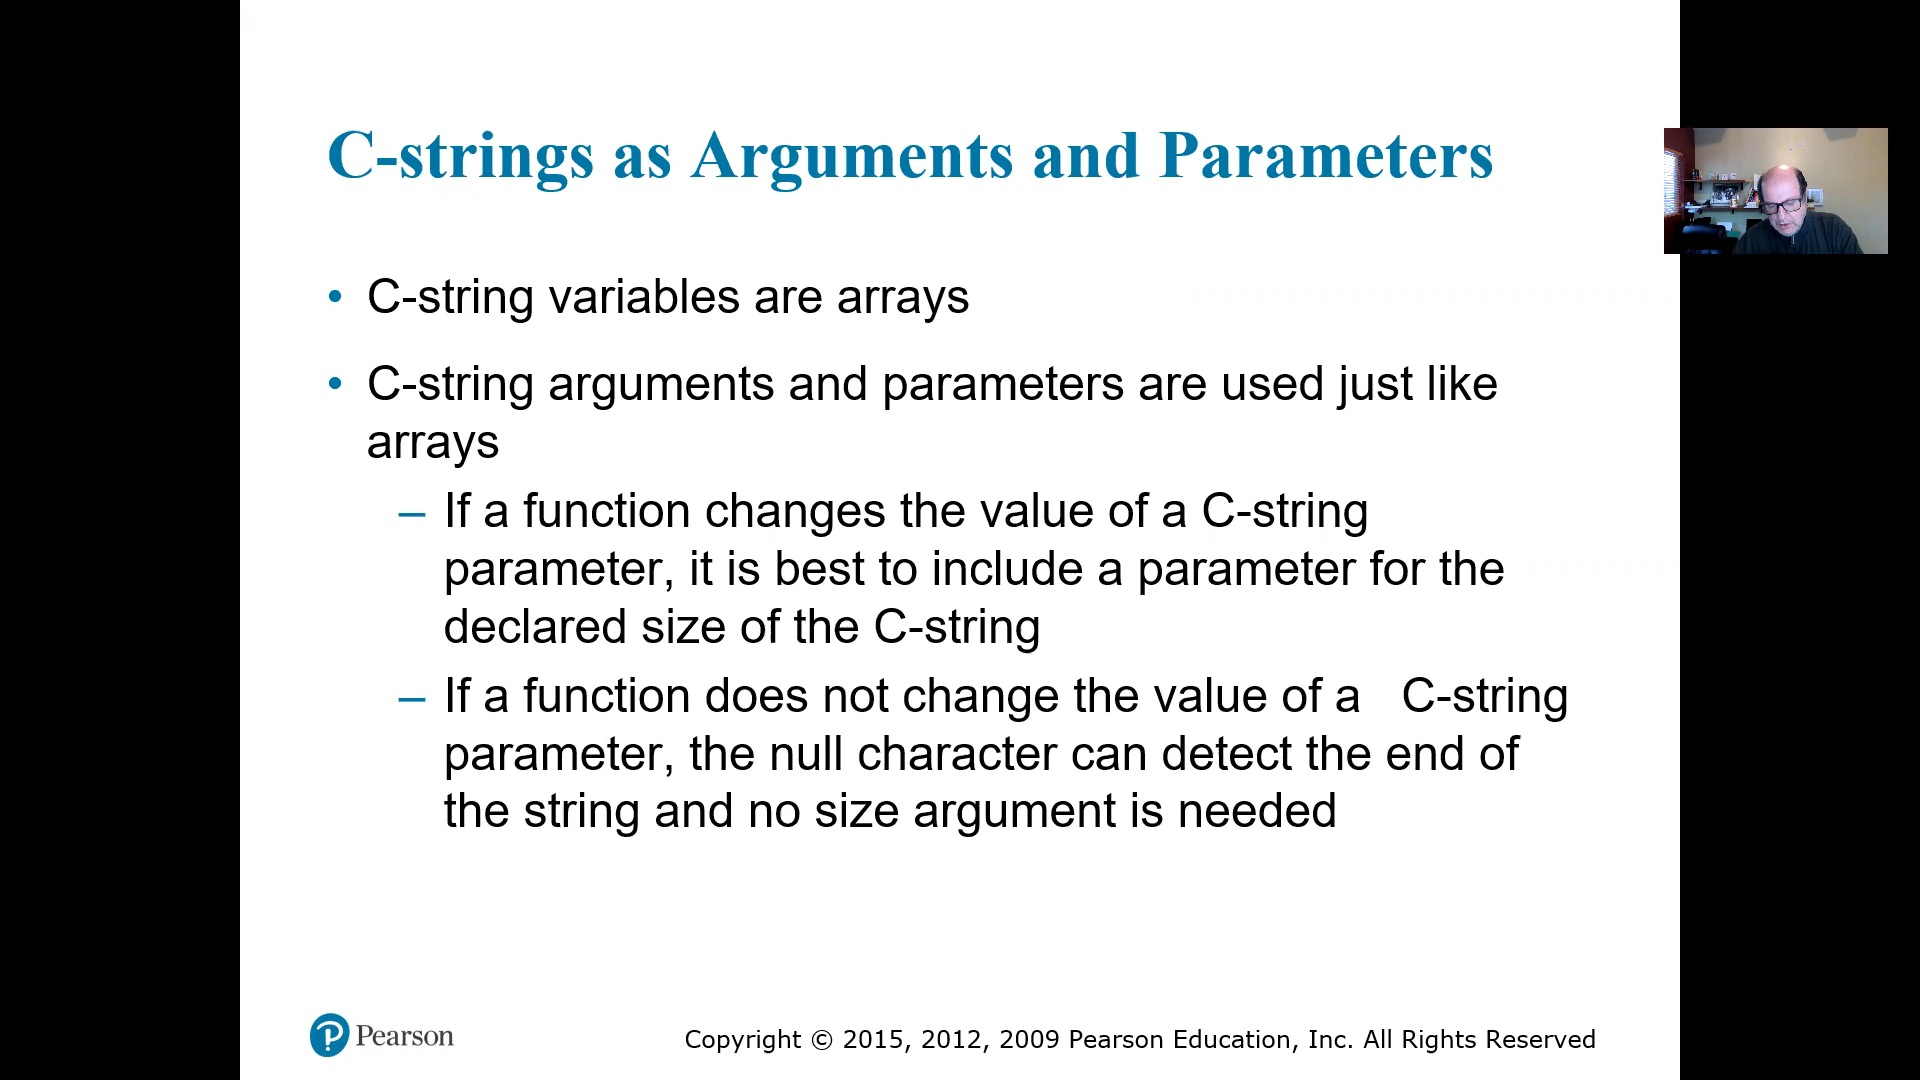 C-strings as Arguments and Parameters
• C-string variables are arrays
• C-string arguments and parameters are used just like
arrays
– If a function changes the value of a C-string
parameter, it is best to include a parameter for the
declared size of the C-string
– If a function does not change the value of a C-string
parameter, the null character can detect the end of
the string and no size argument is needed
Pearson
Copyright © 2015, 2012, 2009 Pearson Education, Inc. All Rights Reserved